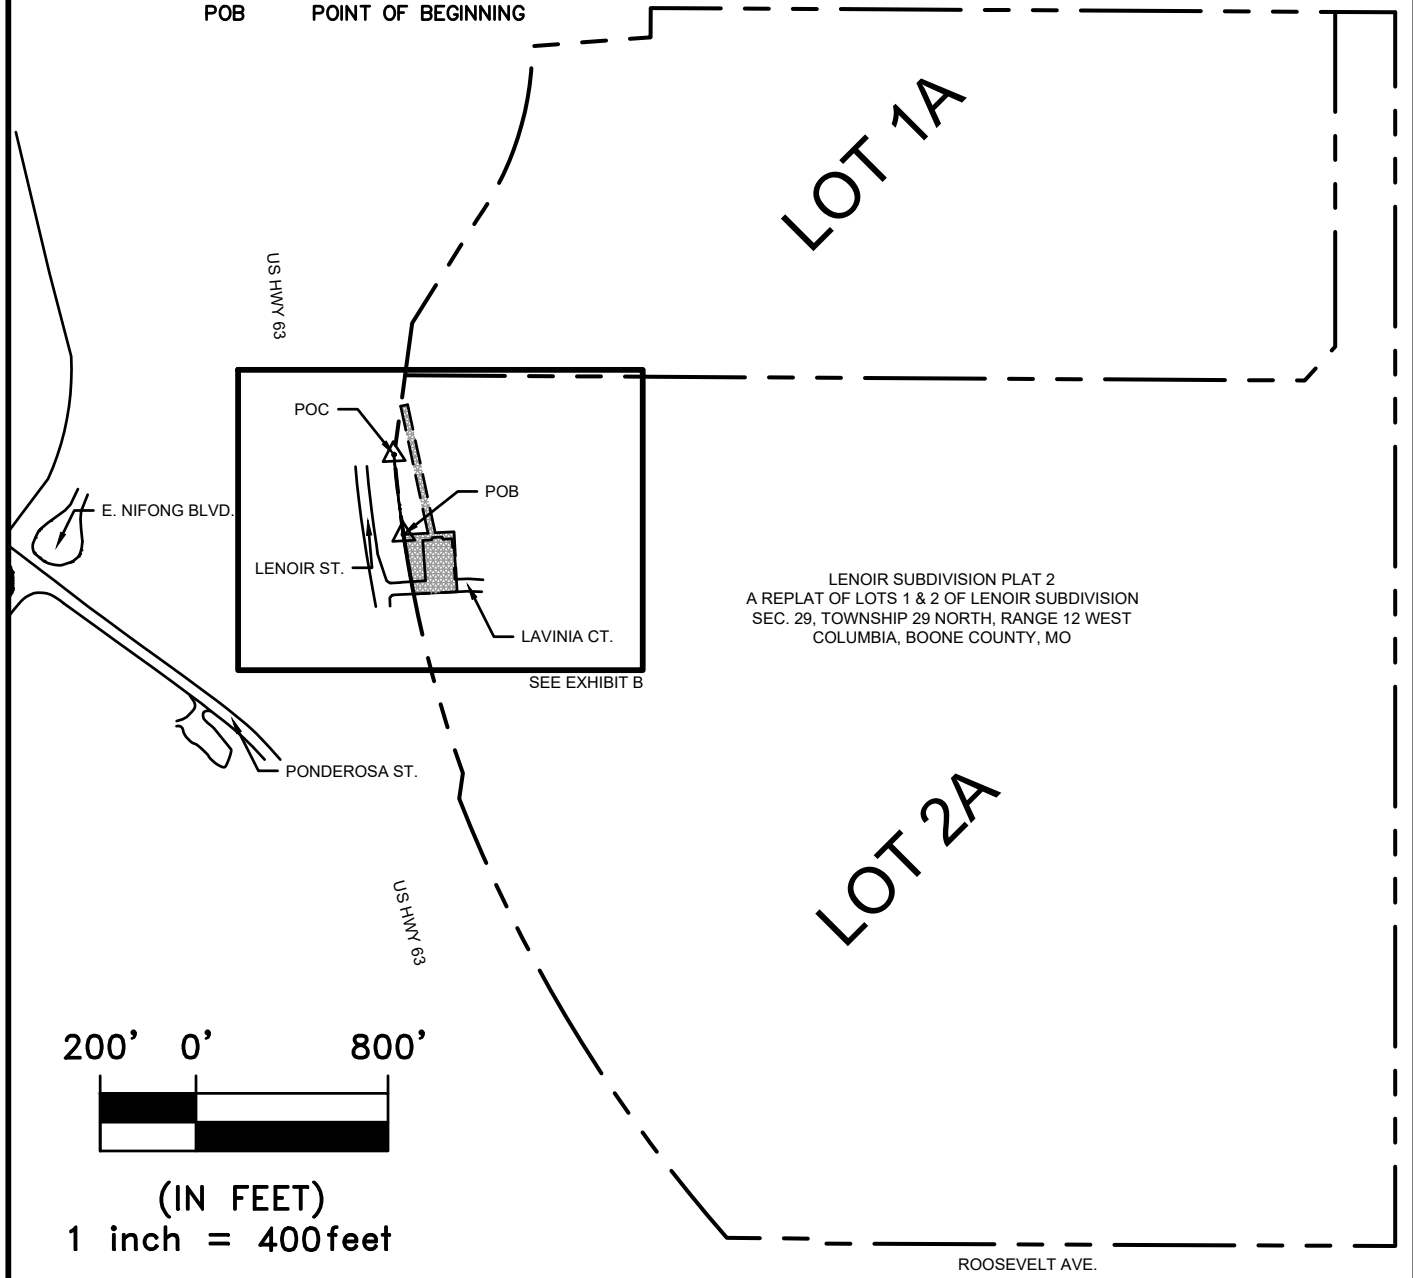 POB POINT OF BEGINNING
LOT 1A
US HWY 63
POC
POB
E. NIFONG BLVD.
LENOIR ST.
LAVINIA CT.
LENOIR SUBDIVISION PLAT 2
A REPLAT OF LOTS 1 & 2 OF LENOIR SUBDIVISION
SEC. 29, TOWNSHIP 29 NORTH, RANGE 12 WEST
COLUMBIA, BOONE COUNTY, MO
SEE EXHIBIT B
PONDEROSA ST.
LOT 2A
US HWY 63
200' 0' 800'
(IN FEET)
1 inch = 400 feet
ROOSEVELT AVE.